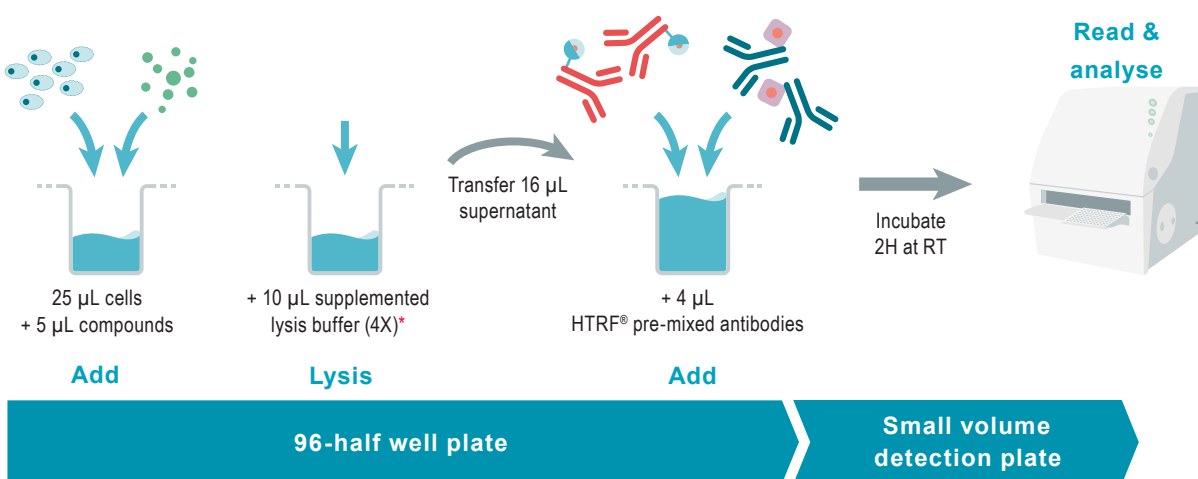 Read &
analyse
Transfer 16 µL
supernatant
Incubate
2H at RT
25 µL cells
+ 5 µL compounds
+ 10 µL supplemented
lysis buffer (4X)*
+ 4 µL
HTRF® pre-mixed antibodies
Add
Lysis
Add
96-half well plate
Small volume
detection plate